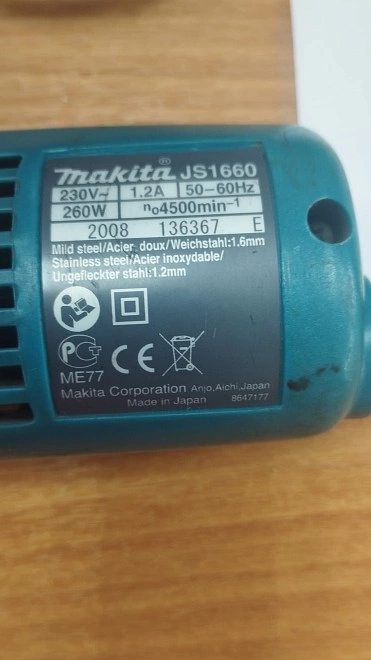 makita® JS1660
230V~ 1.2A 50-60Hz
260W n₀4500min⁻¹
2008 136367 E
Mild steel/Acier doux/Weichstahl:1.6mm
Stainless steel/Acier inoxydable/
Ungefleckter stahl:1.2mm
PC
CE
ME77
Makita Corporation Anjo,Aichi,Japan
Made in Japan 8647177